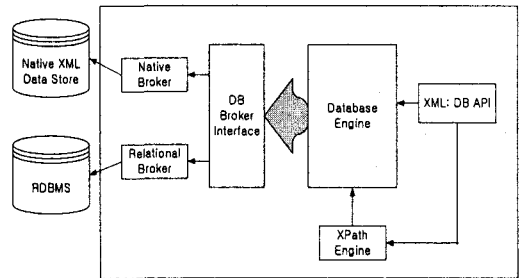 Native XML
Data Store
Native
Broker
DB
Broker
Interface
Database
Engine
XML: DB API
RDBMS
Relational
Broker
XPath
Engine